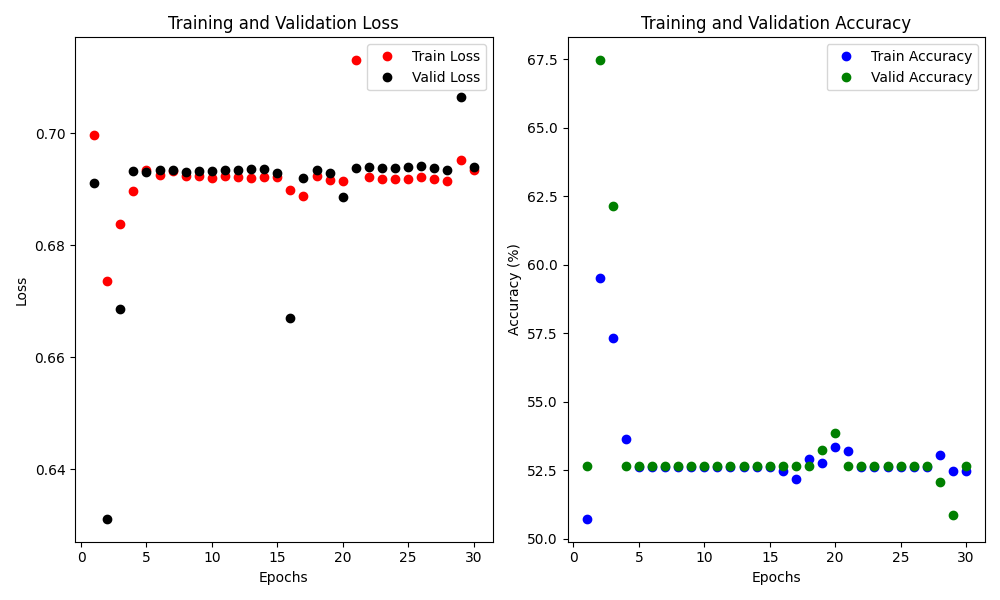 Training and Validation Loss
Train Loss
Valid Loss
0.70
0.68
0.66
0.64
Loss
0
5
10
15
20
25
30
Epochs
Training and Validation Accuracy
Train Accuracy
Valid Accuracy
67.5
65.0
62.5
60.0
57.5
55.0
52.5
50.0
Accuracy (%)
0
5
10
15
20
25
30
Epochs